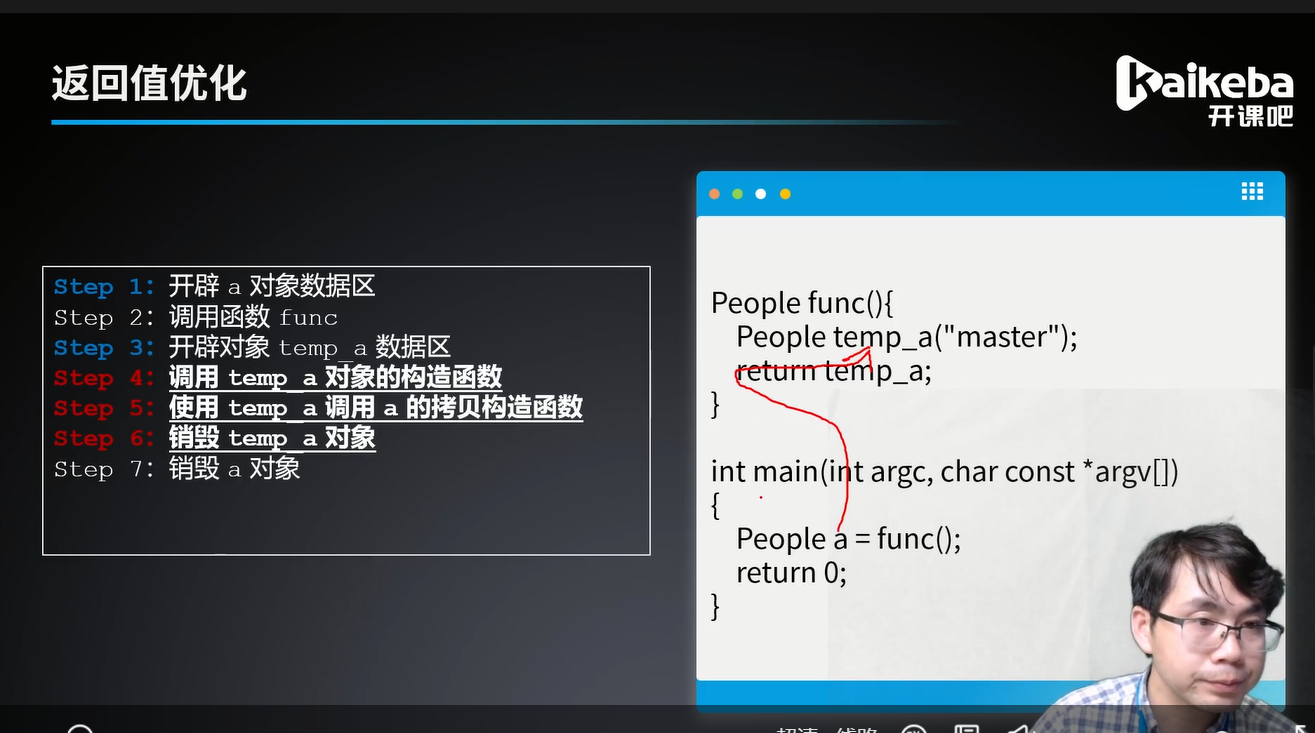 返回值优化
Kaikeba
开课吧
Step 1: 开辟 a 对象数据区
Step 2: 调用函数 func
Step 3: 开辟对象 temp_a 数据区
Step 4: 调用 temp_a 对象的构造函数
Step 5: 使用 temp_a 调用 a 的拷贝构造函数
Step 6: 销毁 temp_a 对象
Step 7: 销毁 a 对象
People func(){
People temp_a("master");
return temp_a;
}
int main(int argc, char const *argv[])
{
People a = func();
return 0;
}